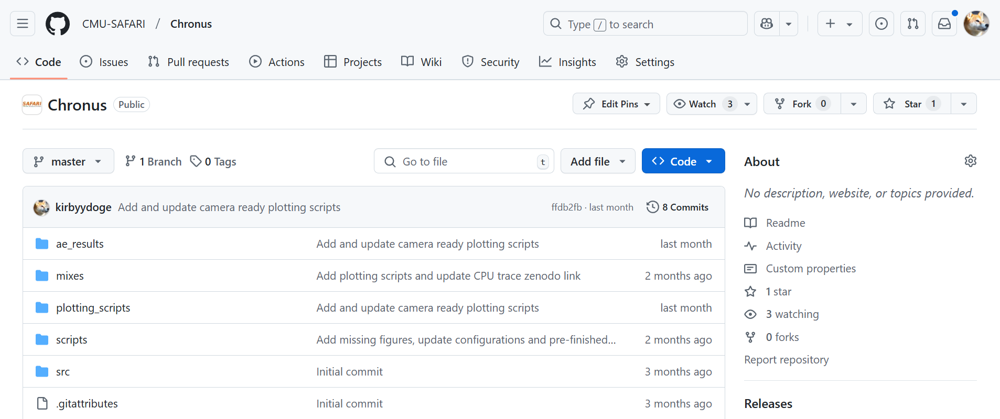 CMU-SAFARI / Chronus
Type / to search
Code Issues Pull requests Actions Projects Wiki Security Insights Settings
SAFARI
Chronus Public
Edit Pins Watch 3 Fork 0 Star 1
master 1 Branch 0 Tags Go to file t Add file Code
kirbyydoge Add and update camera ready plotting scripts ffdb2fb · last month 8 Commits
ae_results Add and update camera ready plotting scripts last month
mixes Add plotting scripts and update CPU trace zenodo link 2 months ago
plotting_scripts Add and update camera ready plotting scripts last month
scripts Add missing figures, update configurations and pre-finished... 2 months ago
src Initial commit 3 months ago
.gitattributes Initial commit 3 months ago
About
No description, website, or topics provided.
Readme
Activity
Custom properties
1 star
3 watching
0 forks
Report repository
Releases